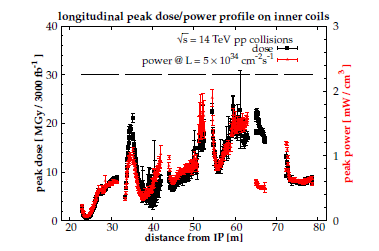 longitudinal peak dose/power profile on inner coils
√s = 14 TeV pp collisions
dose
power @ L = 5 × 10³⁴ cm⁻²s⁻¹
peak dose [ MGy / 3000 fb⁻¹ ]
40
30
20
10
0
3
2
1
0
peak power [ mW / cm³ ]
20 30 40 50 60 70 80
distance from IP [m]